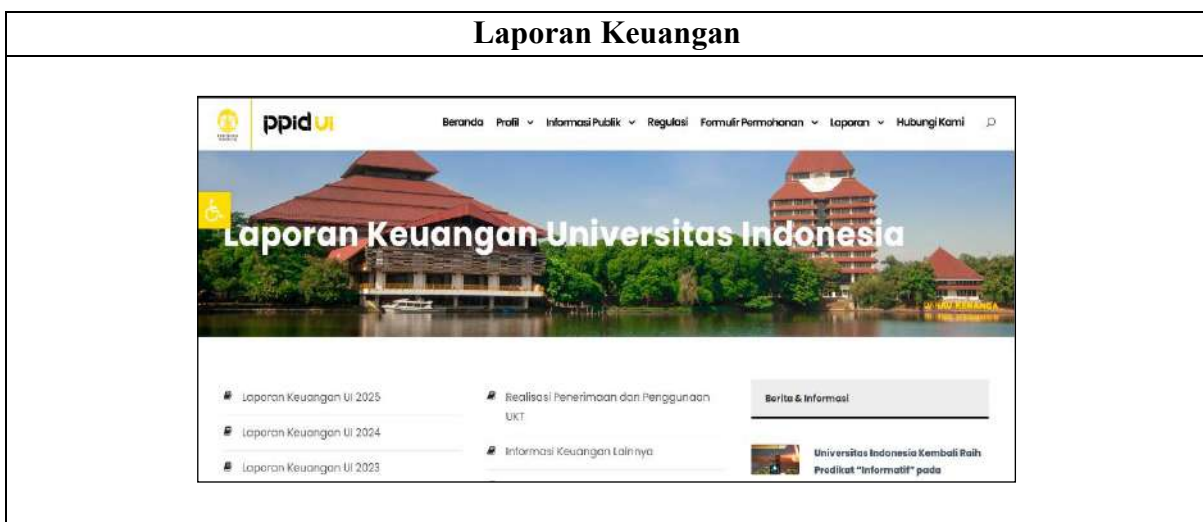 Laporan Keuangan
ppid ui
Beranda Profil Informasi Publik Regulasi Formulir Permohonan Laporan Hubungi Kami
Laporan Keuangan Universitas Indonesia
Laporan Keuangan UI 2025
Laporan Keuangan UI 2024
Laporan Keuangan UI 2023
Realisasi Penerimaan dan Penggunaan
UKT
Informasi Keuangan Lainnya
Berita & Informasi
Universitas Indonesia Kembali Raih
Predikat "Informatif" pada